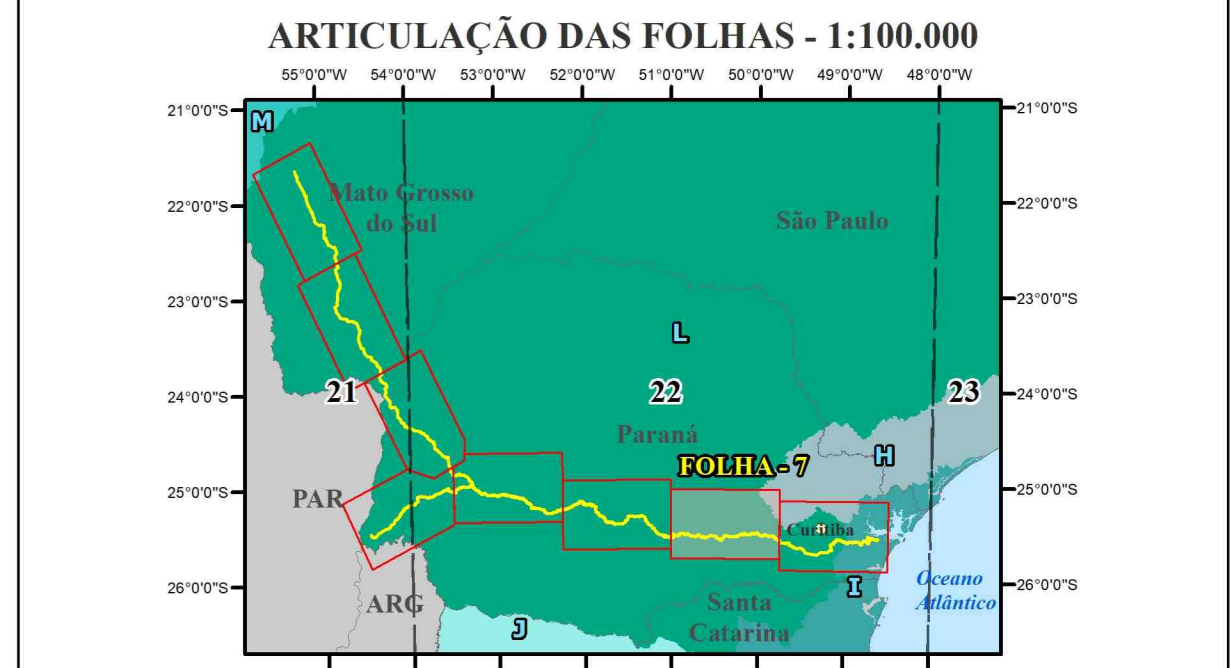 ARTICULAÇÃO DAS FOLHAS - 1:100.000
55°0'0"W 54°0'0"W 53°0'0"W 52°0'0"W 51°0'0"W 50°0'0"W 49°0'0"W 48°0'0"W
21°0'0"S 21°0'0"S
M
Mato Grosso
do Sul
São Paulo
22°0'0"S 22°0'0"S
23°0'0"S 23°0'0"S
L
24°0'0"S 24°0'0"S
21 22 23
Paraná
H
FOLHA - 7
25°0'0"S 25°0'0"S
PAR
Curitiba
26°0'0"S 26°0'0"S
Oceano
Atlântico
I
ARG
Santa
Catarina
J